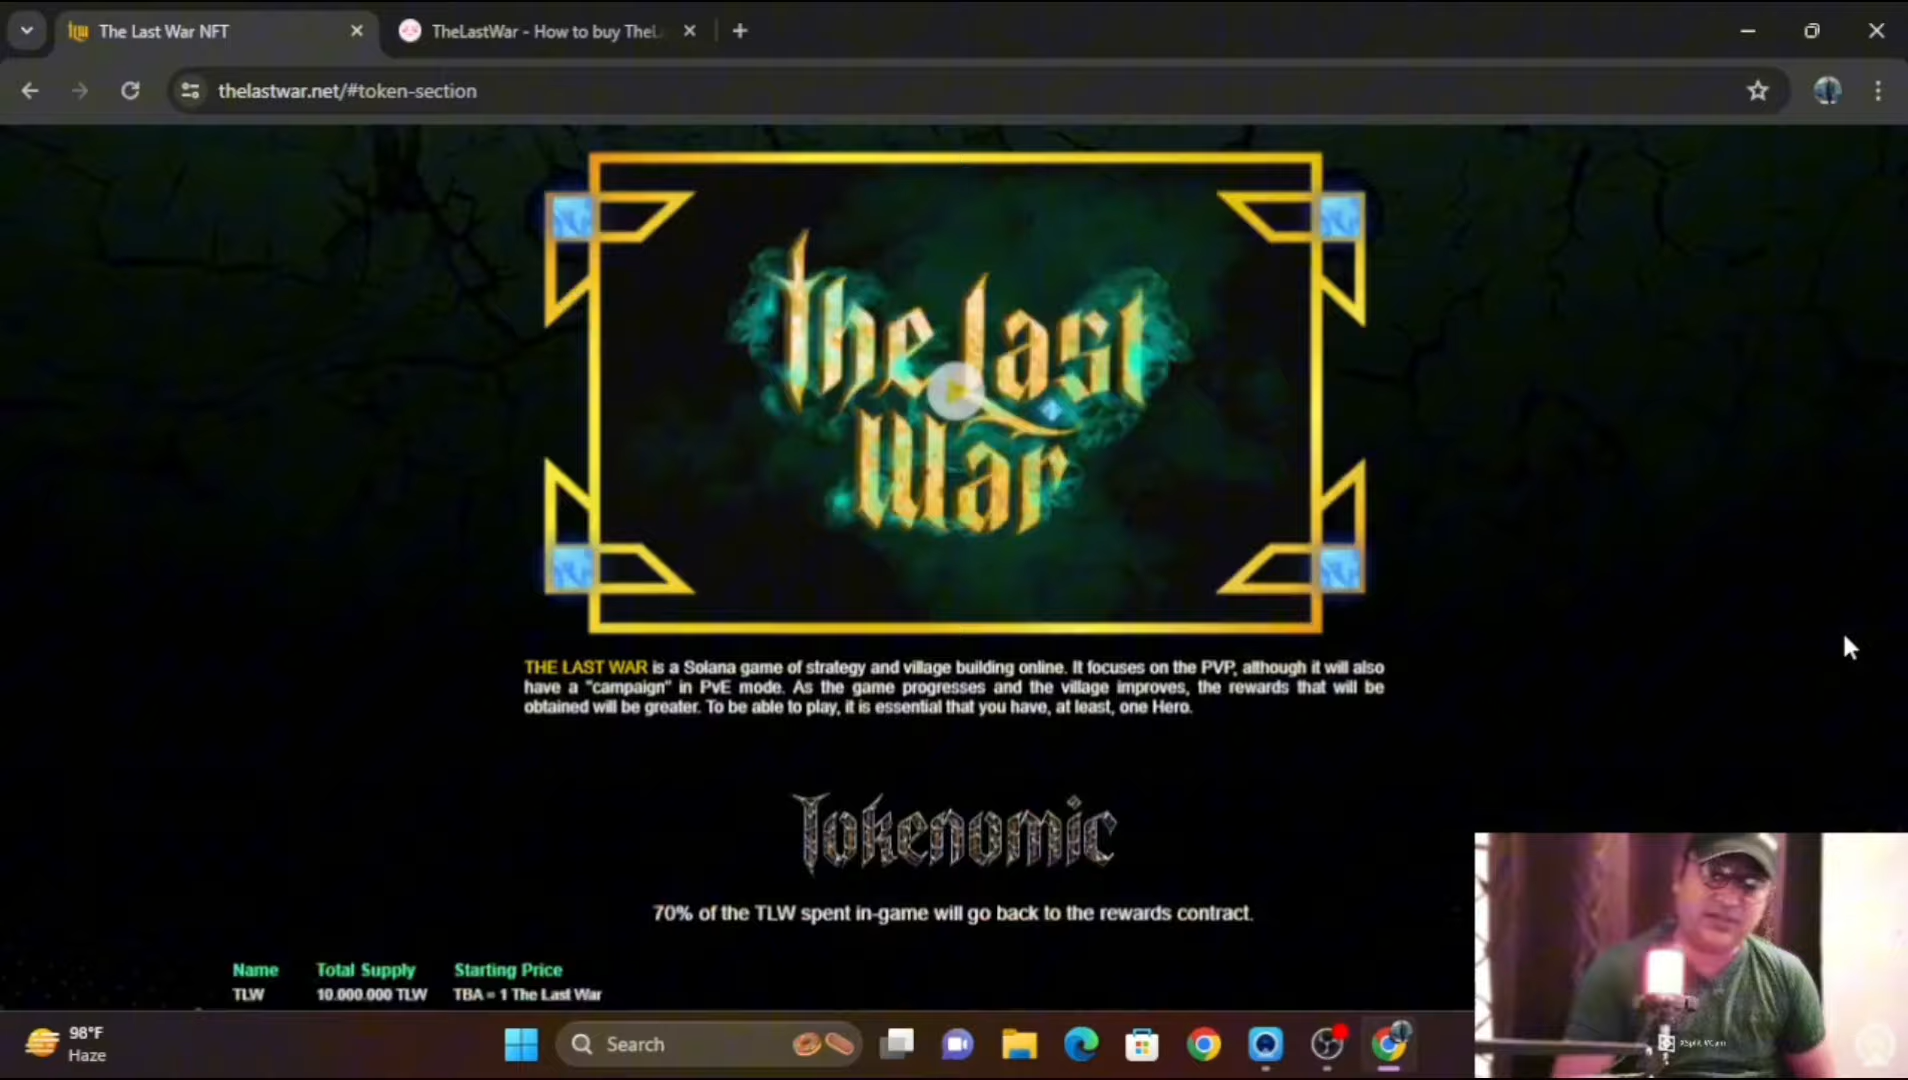 The Last War NFT
TheLastWar - How to buy TheL
thelastwar.net/#token-section
the last
War
THE LAST WAR is a Solana game of strategy and village building online. It focuses on the PVP, although it will also
have a "campaign" in PvE mode. As the game progresses and the village improves, the rewards that will be
obtained will be greater. To be able to play, it is essential that you have, at least, one Hero.
Tokenomic
70% of the TLW spent in-game will go back to the rewards contract.
Name Total Supply Starting Price
TLW 10.000.000 TLW TBA = 1 The Last War
98°F
Haze
Search
XSplit VCam